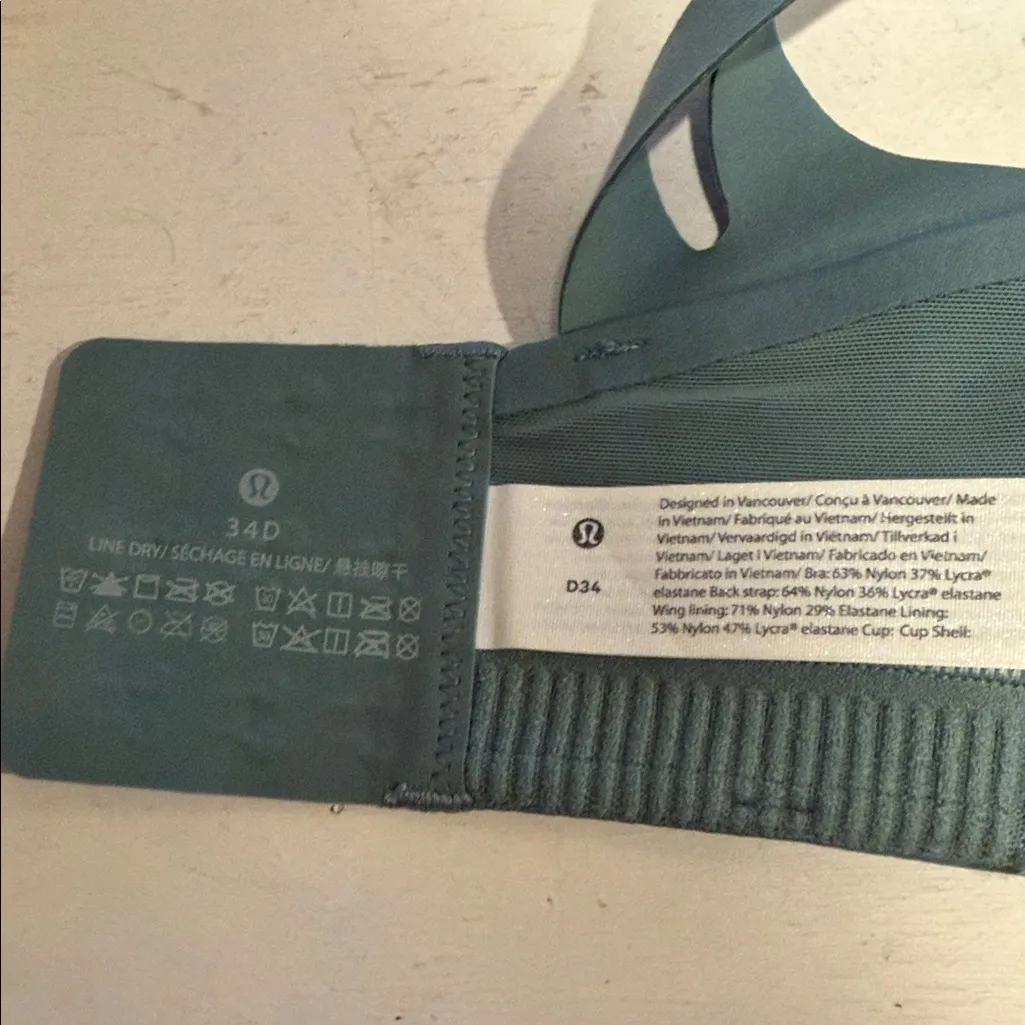 34D
LINE DRY/ SÉCHAGE EN LIGNE/ 悬挂晾干
D34
Designed in Vancouver/ Conçu à Vancouver/ Made
in Vietnam/ Fabriqué au Vietnam/ Hergestellt in
Vietnam/ Vervaardigd in Viëtnam/ Tillverkad i
Vietnam/ Laget i Vietnam/ Fabricado en Vietnam/
Fabbricato in Vietnam/ Bra: 63% Nylon 37% Lycra®
elastane Back strap: 64% Nylon 36% Lycra® elastane
Wing lining: 71% Nylon 29% Elastane Lining:
53% Nylon 47% Lycra® elastane Cup: Cup Shell: